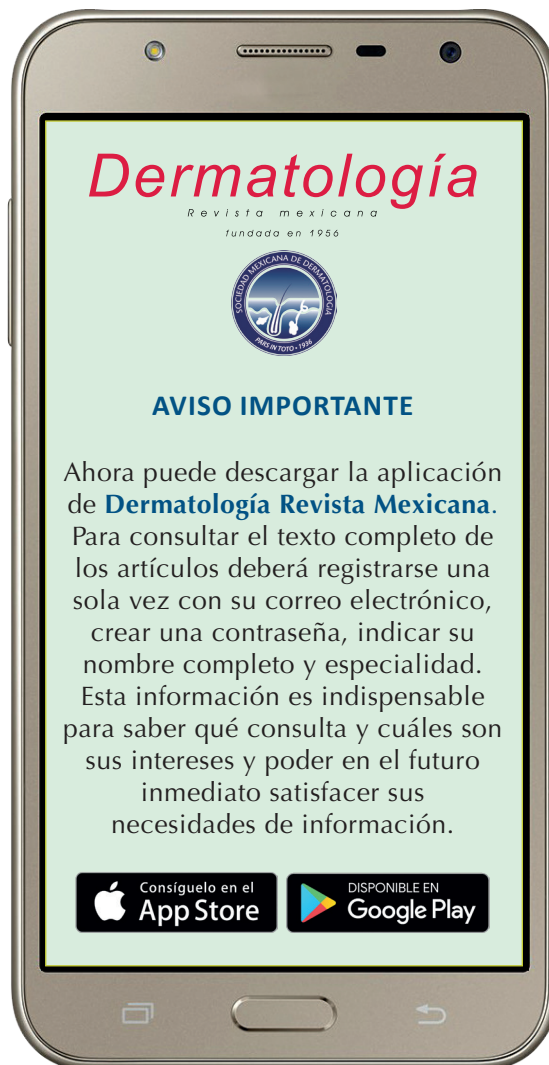 Dermatología
Revista mexicana
fundada en 1956
SOCIEDAD MEXICANA DE DERMATOLOGÍA
PARS IN TOTO • 1936
AVISO IMPORTANTE
Ahora puede descargar la aplicación
de Dermatología Revista Mexicana.
Para consultar el texto completo de
los artículos deberá registrarse una
sola vez con su correo electrónico,
crear una contraseña, indicar su
nombre completo y especialidad.
Esta información es indispensable
para saber qué consulta y cuáles son
sus intereses y poder en el futuro
inmediato satisfacer sus
necesidades de información.
Consíguelo en el
App Store
DISPONIBLE EN
Google Play